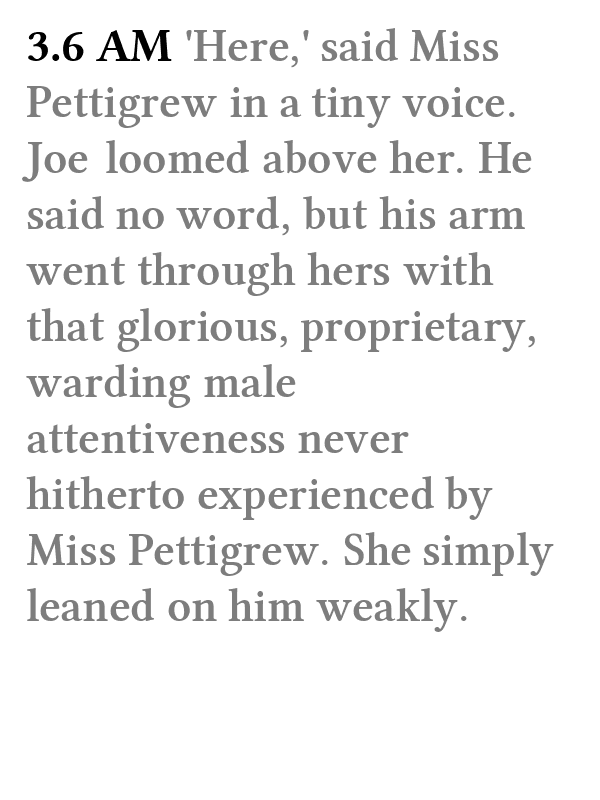 3.6 AM 'Here,' said Miss
Pettigrew in a tiny voice.
Joe loomed above her. He
said no word, but his arm
went through hers with
that glorious, proprietary,
warding male
attentiveness never
hitherto experienced by
Miss Pettigrew. She simply
leaned on him weakly.